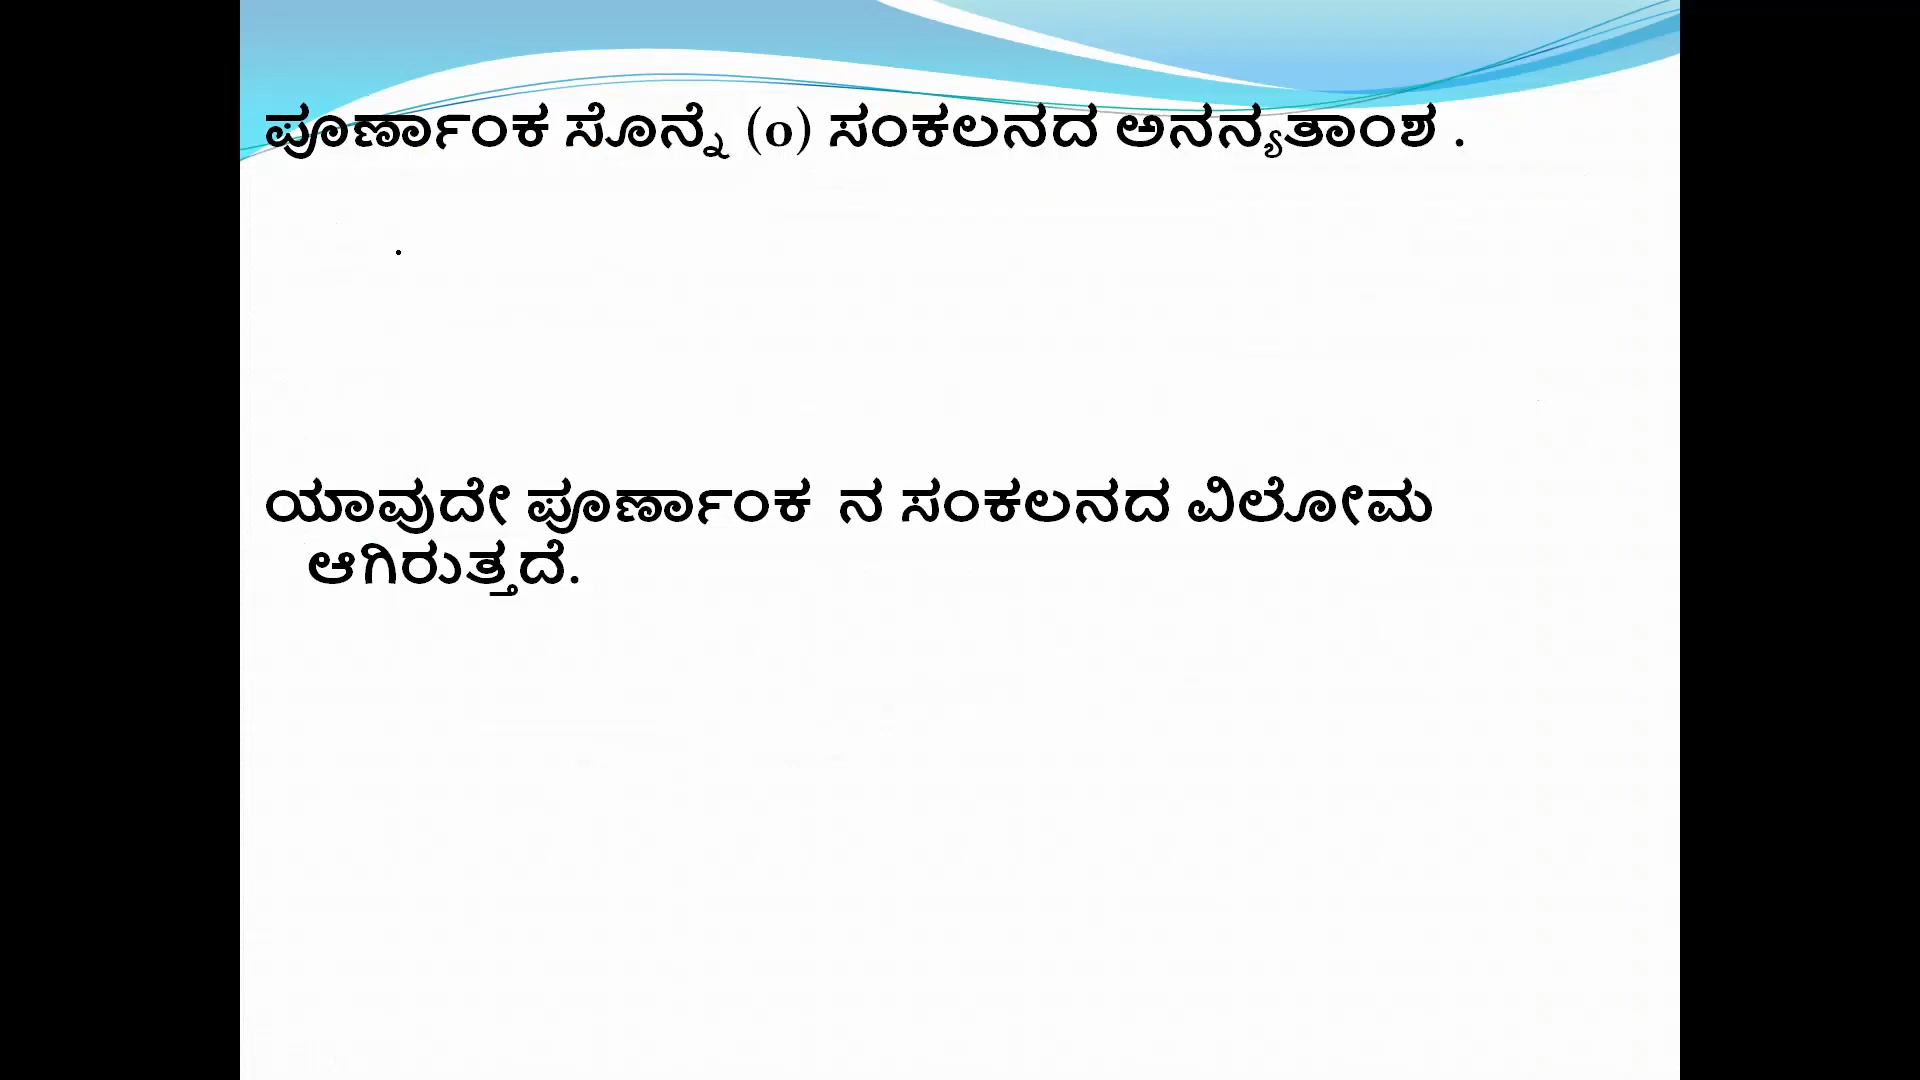 ಪೂರ್ಣಾಂಕ ಸೊನ್ನೆ (0) ಸಂಕಲನದ ಅನನ್ಯತಾಂಶ .
.
ಯಾವುದೇ ಪೂರ್ಣಾಂಕ ನ ಸಂಕಲನದ ವಿಲೋಮ
ಆಗಿರುತ್ತದೆ.